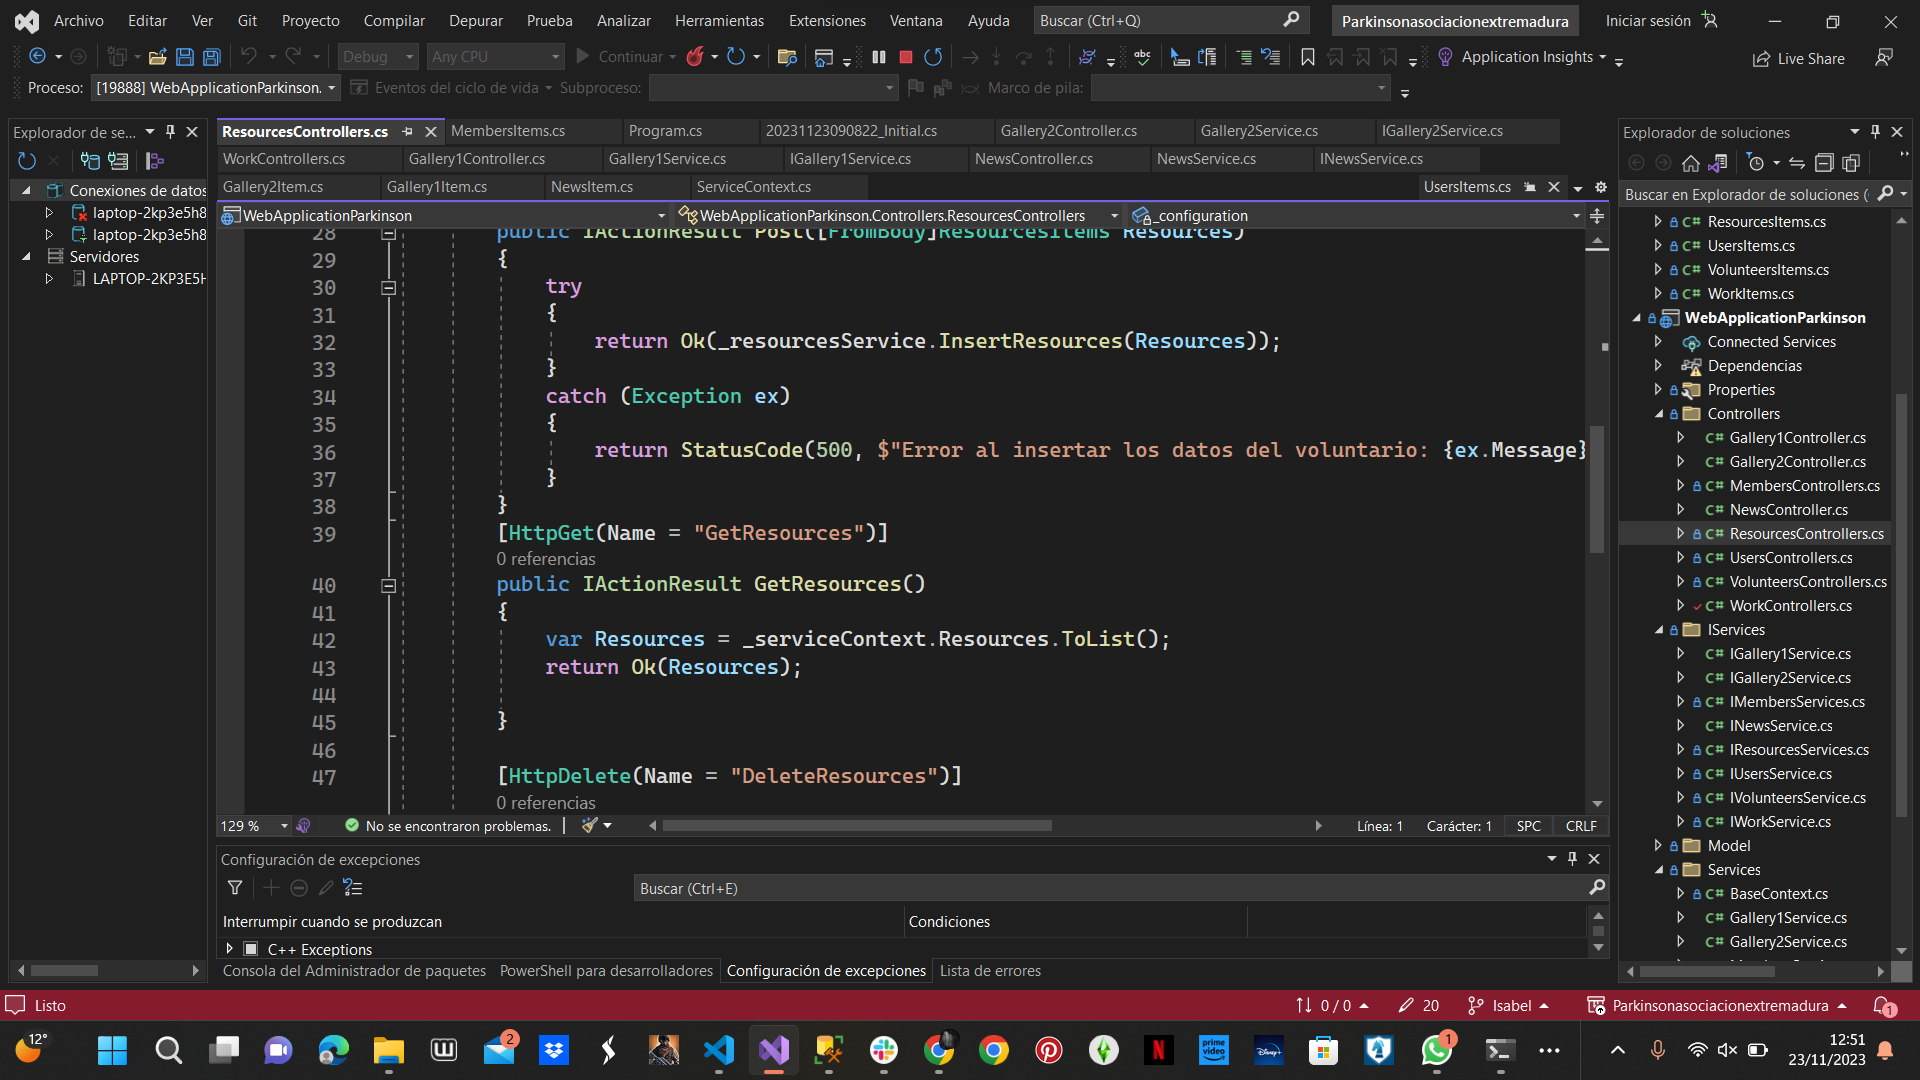 Archivo Editar Ver Git Proyecto Compilar Depurar Prueba Analizar Herramientas Extensiones Ventana Ayuda Buscar (Ctrl+Q) Parkinsonasociacionextremadura Iniciar sesión
Debug Any CPU Continuar Application Insights Live Share
Proceso: [19888] WebApplicationParkinson. Eventos del ciclo de vida Subproceso: Marco de pila:
Explorador de se...
Conexiones de datos
laptop-2kp3e5h8
laptop-2kp3e5h8
Servidores
LAPTOP-2KP3E5H
ResourcesControllers.cs MembersItems.cs Program.cs 20231123090822_Initial.cs Gallery2Controller.cs Gallery2Service.cs IGallery2Service.cs
WorkControllers.cs Gallery1Controller.cs Gallery1Service.cs IGallery1Service.cs NewsController.cs NewsService.cs INewsService.cs
Gallery2Item.cs Gallery1Item.cs NewsItem.cs ServiceContext.cs UsersItems.cs
WebApplicationParkinson WebApplicationParkinson.Controllers.ResourcesControllers _configuration
28 public IActionResult Post([FromBody]ResourcesItems Resources)
29 {
30 try
31 {
32 return Ok(_resourcesService.InsertResources(Resources));
33 }
34 catch (Exception ex)
35 {
36 return StatusCode(500, $"Error al insertar los datos del voluntario: {ex.Message}
37 }
38 }
39 [HttpGet(Name = "GetResources")]
0 referencias
40 public IActionResult GetResources()
41 {
42 var Resources = _serviceContext.Resources.ToList();
43 return Ok(Resources);
44
45 }
46
47 [HttpDelete(Name = "DeleteResources")]
0 referencias
129 % No se encontraron problemas. Línea: 1 Carácter: 1 SPC CRLF
Configuración de excepciones
Buscar (Ctrl+E)
Interrumpir cuando se produzcan Condiciones
C++ Exceptions
Consola del Administrador de paquetes PowerShell para desarrolladores Configuración de excepciones Lista de errores
Explorador de soluciones
Buscar en Explorador de soluciones (
ResourcesItems.cs
UsersItems.cs
VolunteersItems.cs
WorkItems.cs
WebApplicationParkinson
Connected Services
Dependencias
Properties
Controllers
C# Gallery1Controller.cs
C# Gallery2Controller.cs
C# MembersControllers.cs
C# NewsController.cs
C# ResourcesControllers.cs
C# UsersControllers.cs
C# VolunteersControllers.cs
C# WorkControllers.cs
IServices
C# IGallery1Service.cs
C# IGallery2Service.cs
C# IMembersServices.cs
C# INewsService.cs
C# IResourcesServices.cs
C# IUsersService.cs
C# IVolunteersService.cs
C# IWorkService.cs
Model
Services
C# BaseContext.cs
C# Gallery1Service.cs
C# Gallery2Service.cs
Listo 0 / 0 20 Isabel Parkinsonasociacionextremadura 1
12° 2 1 12:51
23/11/2023